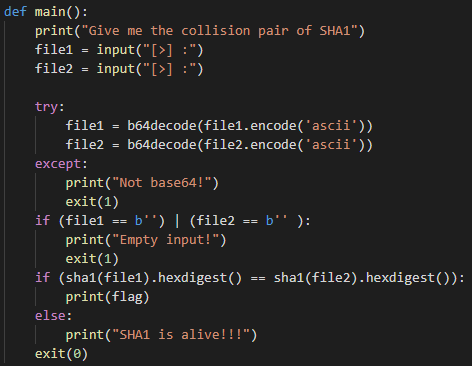 def main():
    print("Give me the collision pair of SHA1")
    file1 = input("[>] :")
    file2 = input("[>] :")

    try:
        file1 = b64decode(file1.encode('ascii'))
        file2 = b64decode(file2.encode('ascii'))
    except:
        print("Not base64!")
        exit(1)
    if (file1 == b'') | (file2 == b'' ):
        print("Empty input!")
        exit(1)
    if (sha1(file1).hexdigest() == sha1(file2).hexdigest()):
        print(flag)
    else:
        print("SHA1 is alive!!!")
    exit(0)